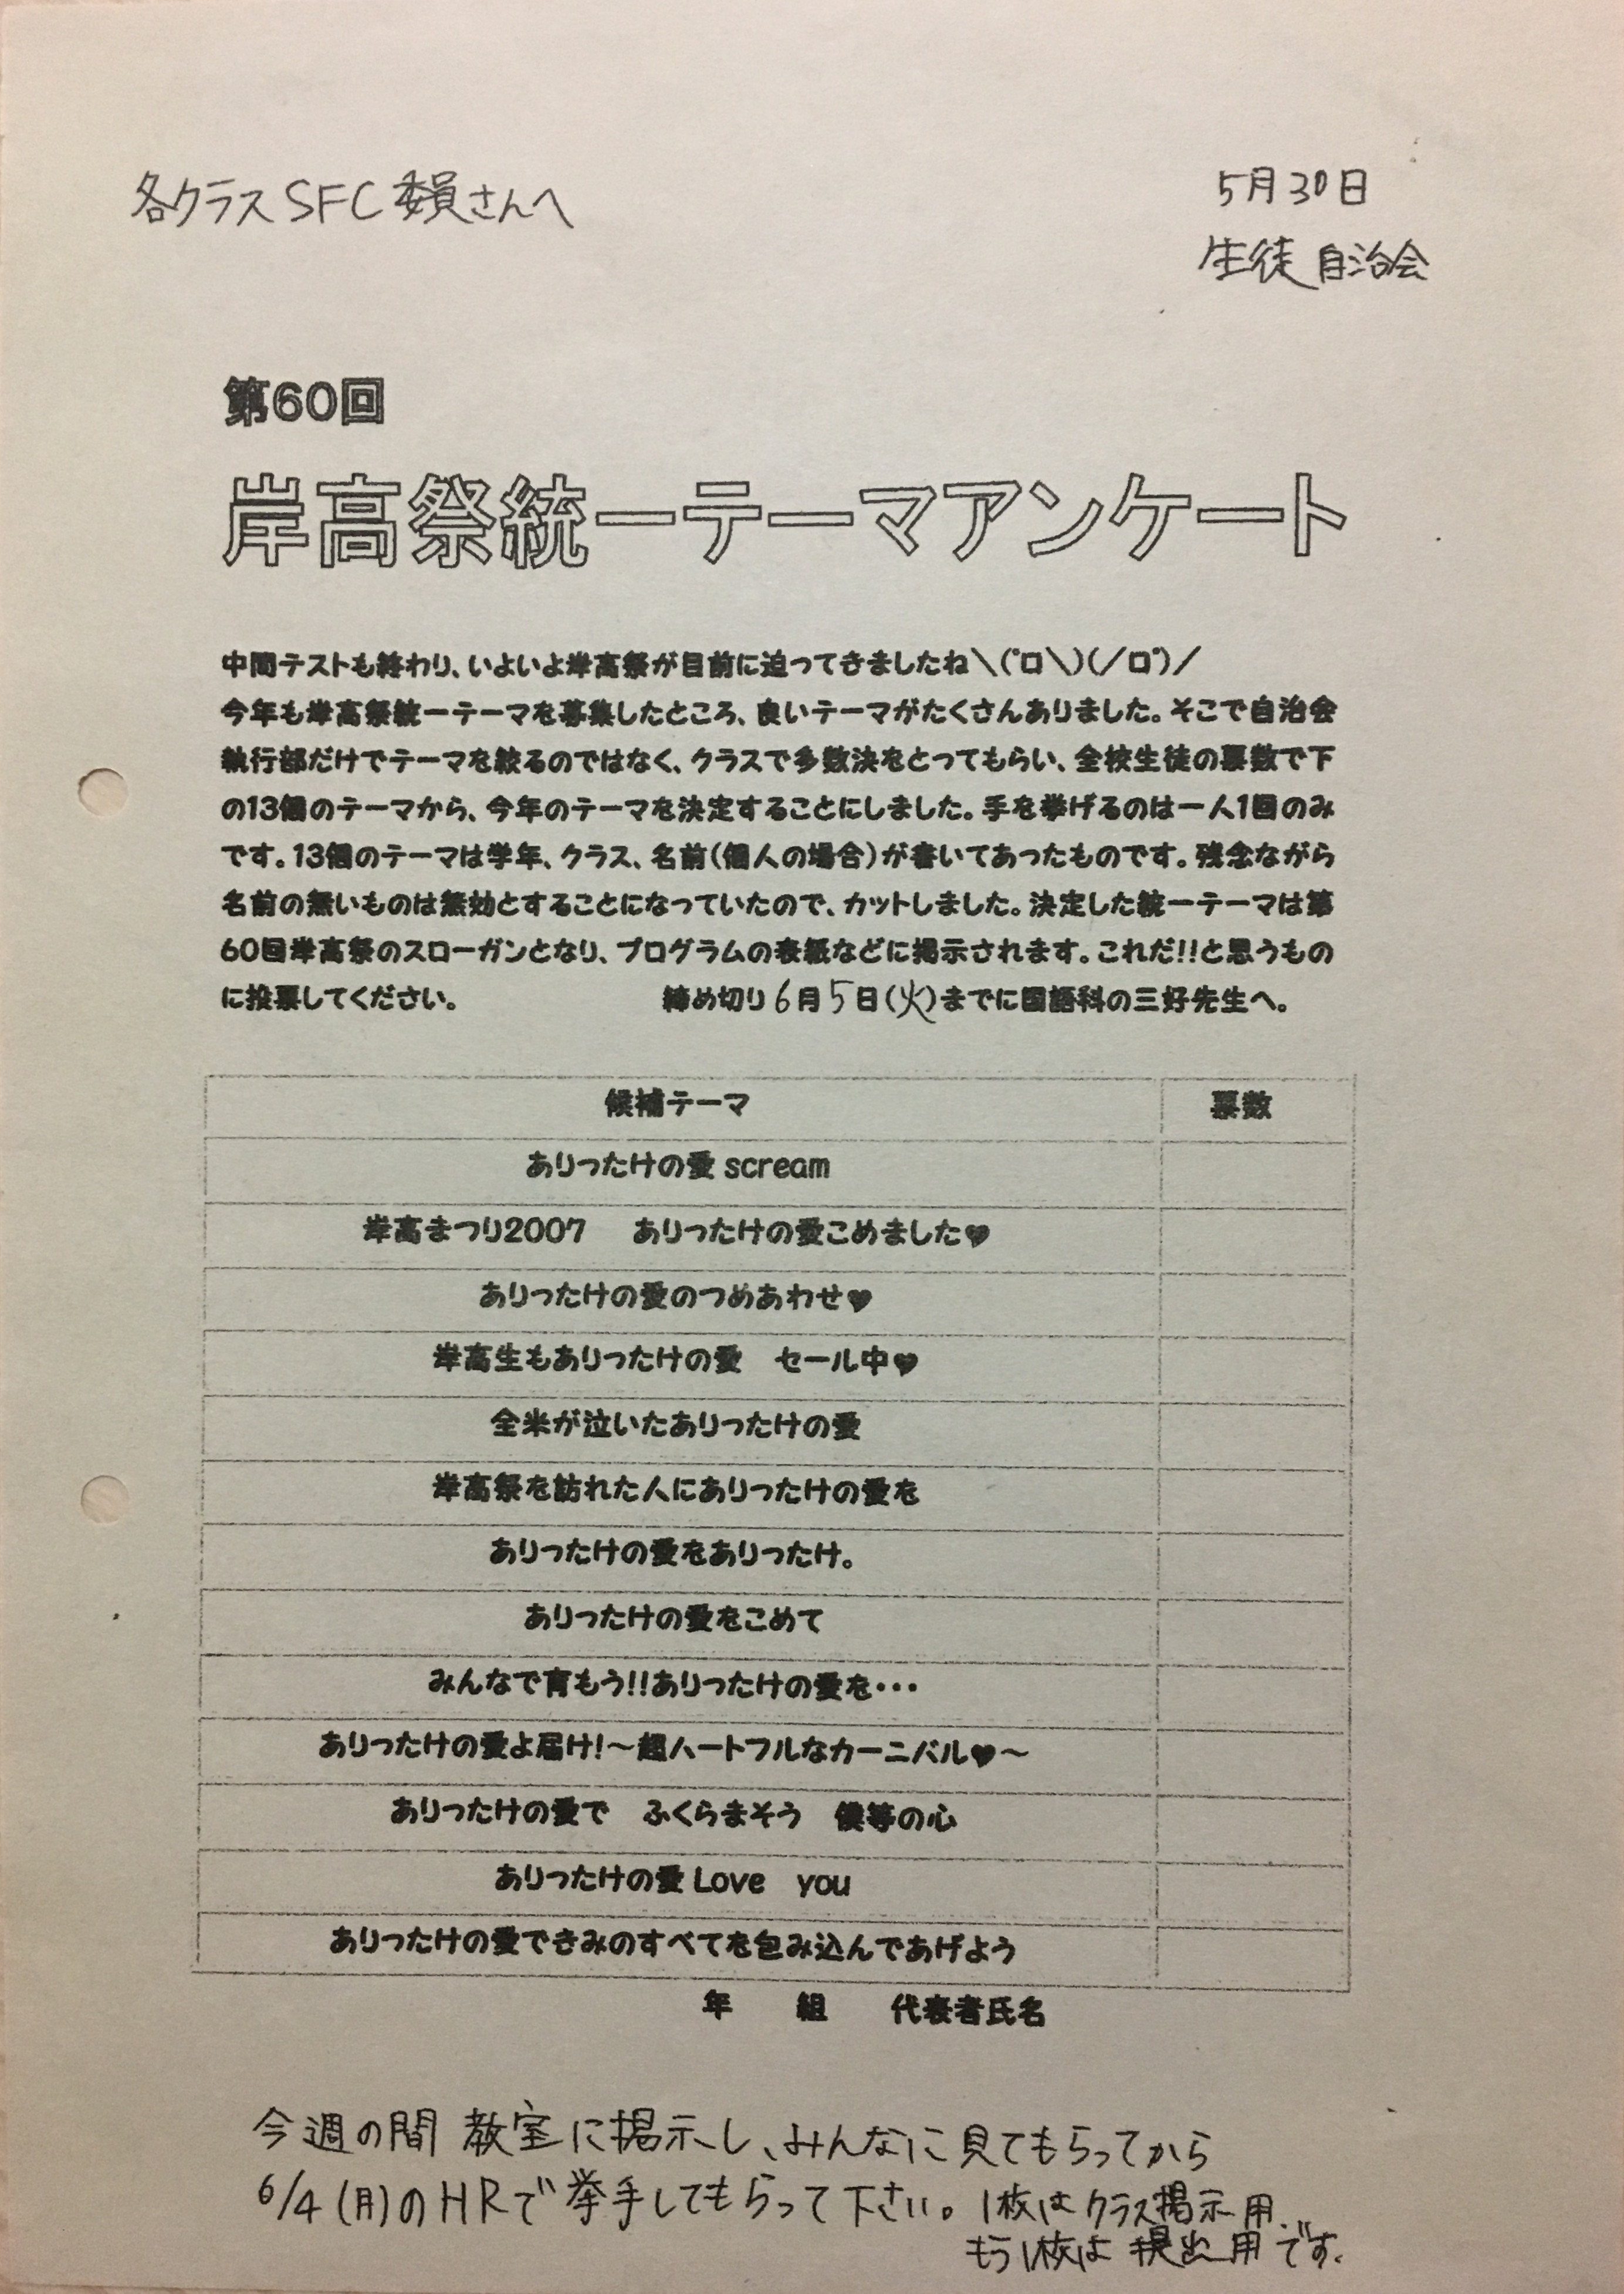 各クラスSFC委員さんへ
5月30日
生徒自治会
第60回
岸高祭統一テーマアンケート
中間テストも終わり、いよいよ岸高祭が目前に迫ってきましたね＼(゜ロ＼)(／ロ゜)／
今年も岸高祭統一テーマを募集したところ、良いテーマがたくさんありました。そこで自治会
執行部だけでテーマを絞るのではなく、クラスで多数決をとってもらい、全校生徒の票数で下
の13個のテーマから、今年のテーマを決定することにしました。手を挙げるのは一人1回のみ
です。13個のテーマは学年、クラス、名前(個人の場合)が書いてあったものです。残念ながら
名前の無いものは無効とすることになっていたので、カットしました。決定した統一テーマは第
60回岸高祭のスローガンとなり、プログラムの表紙などに掲示されます。これだ!!と思うもの
に投票してください。 締め切り6月5日(火)までに国語科の三好先生へ。
候補テーマ 票数
ありったけの愛 scream
岸高まつり2007 ありったけの愛こめました♥
ありったけの愛のつめあわせ♥
岸高生もありったけの愛 セール中♥
全米が泣いたありったけの愛
岸高祭を訪れた人にありったけの愛を
ありったけの愛をありったけ。
ありったけの愛をこめて
みんなで育もう!!ありったけの愛を・・・
ありったけの愛よ届け!～超ハートフルなカーニバル♥～
ありったけの愛で ふくらまそう 僕等の心
ありったけの愛 Love you
ありったけの愛できみのすべてを包み込んであげよう
年 組 代表者氏名
今週の間 教室に掲示し、みんなに見てもらってから
6/4(月)のHRで挙手してもらって下さい。1枚はクラス掲示用、
もう1枚は提出用です。